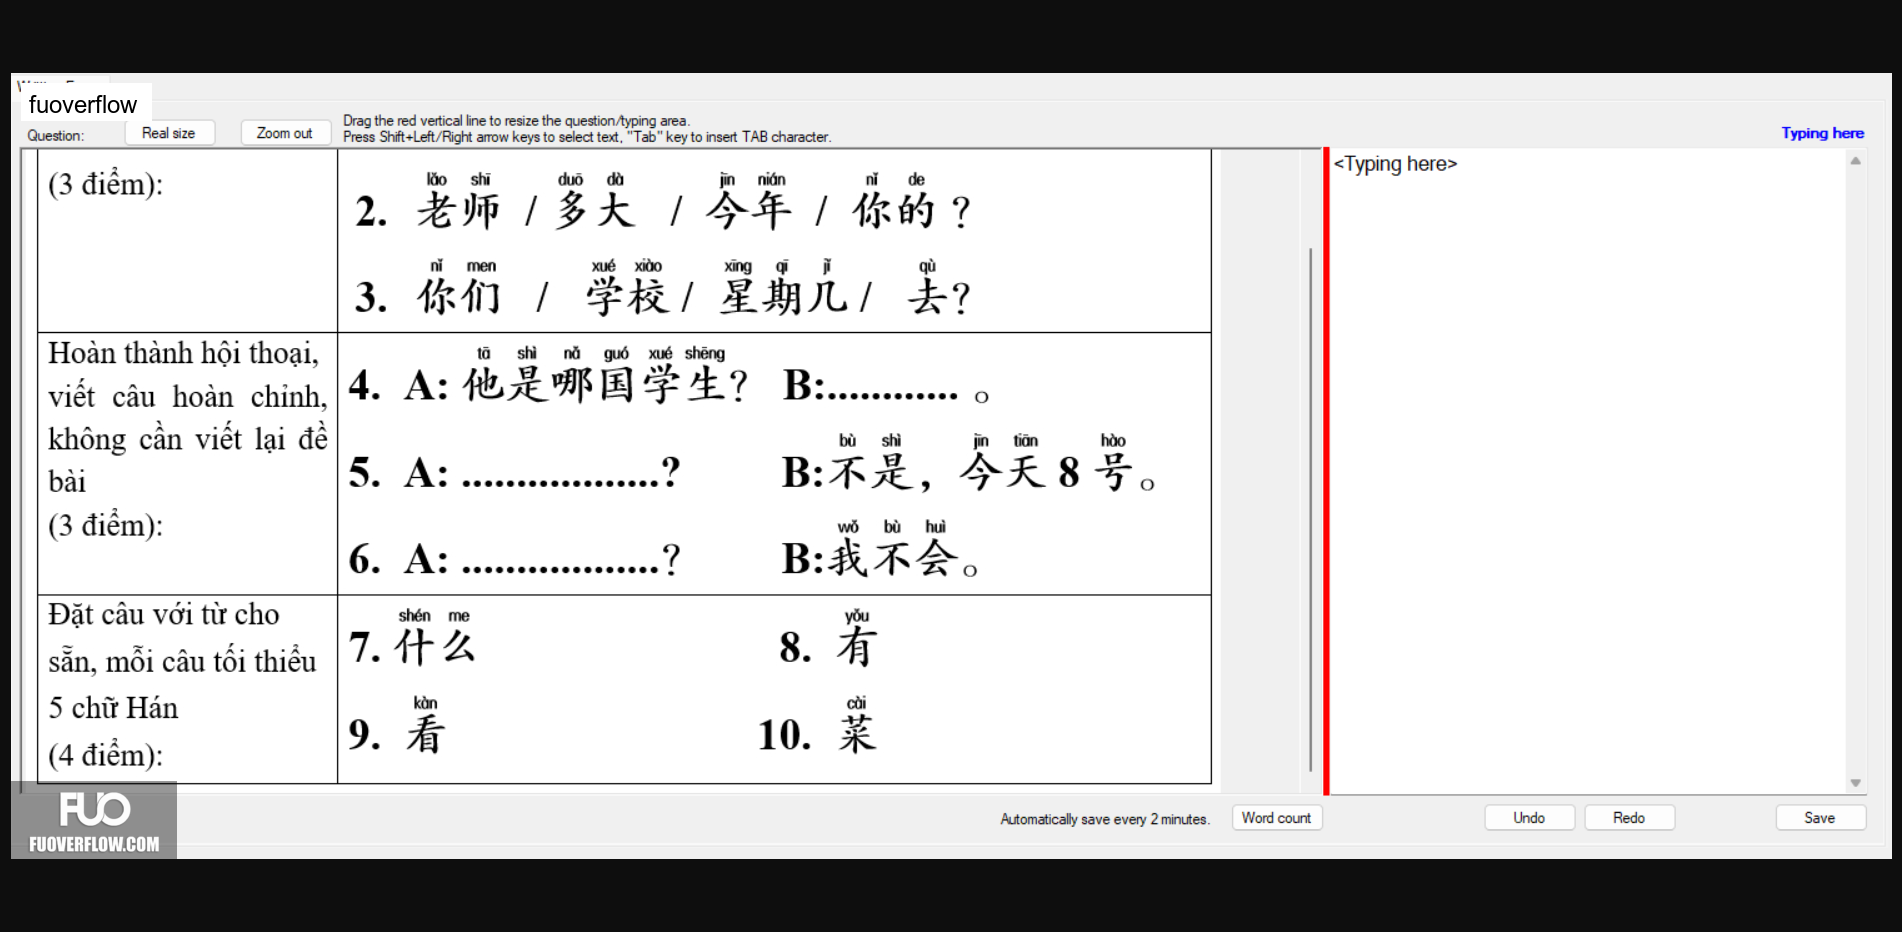 fuoverflow
Question:
Real size
Zoom out
Drag the red vertical line to resize the question/typing area.
Press Shift+Left/Right arrow keys to select text, "Tab" key to insert TAB character.
Typing here
<Typing here>
(3 điểm):
lǎo shī duō dà jīn nián nǐ de
2. 老师 / 多大 / 今年 / 你的 ?
nǐ men xué xiào xīng qī jǐ qù
3. 你们 / 学校 / 星期几 / 去?
Hoàn thành hội thoại,
viết câu hoàn chỉnh,
không cần viết lại đề
bài
(3 điểm):
tā shì nǎ guó xué shēng
4. A: 他是哪国学生? B:............ 。
bù shì jīn tiān hào
5. A: ..................? B:不是, 今天 8 号。
wǒ bù huì
6. A: ..................? B:我不会。
Đặt câu với từ cho
sẵn, mỗi câu tối thiểu
5 chữ Hán
(4 điểm):
shén me yǒu
7. 什么 8. 有
kàn cài
9. 看 10. 菜
FUO
FUOVERFLOW.COM
Automatically save every 2 minutes.
Word count
Undo
Redo
Save